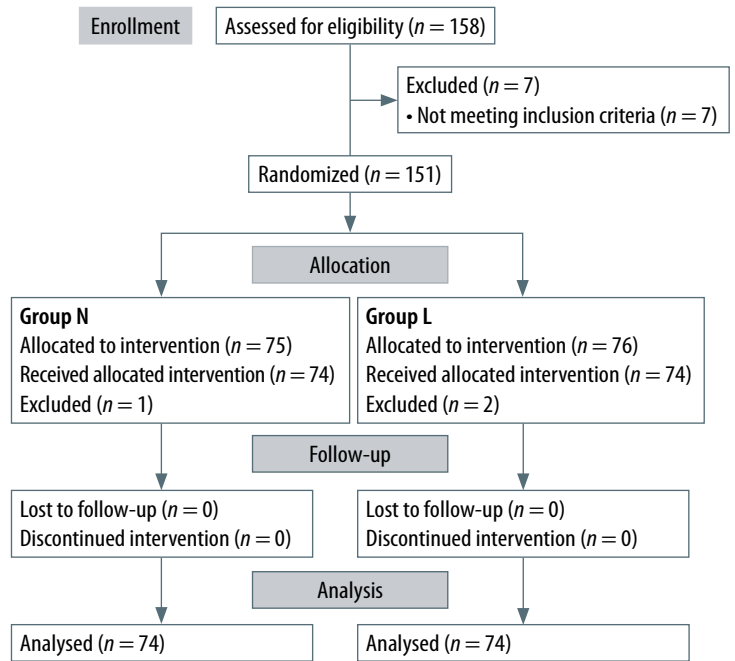 Enrollment
Assessed for eligibility (n = 158)
Excluded (n = 7)
• Not meeting inclusion criteria (n = 7)
Randomized (n = 151)
Allocation
Group N
Allocated to intervention (n = 75)
Received allocated intervention (n = 74)
Excluded (n = 1)
Group L
Allocated to intervention (n = 76)
Received allocated intervention (n = 74)
Excluded (n = 2)
Follow-up
Lost to follow-up (n = 0)
Discontinued intervention (n = 0)
Lost to follow-up (n = 0)
Discontinued intervention (n = 0)
Analysis
Analysed (n = 74)
Analysed (n = 74)